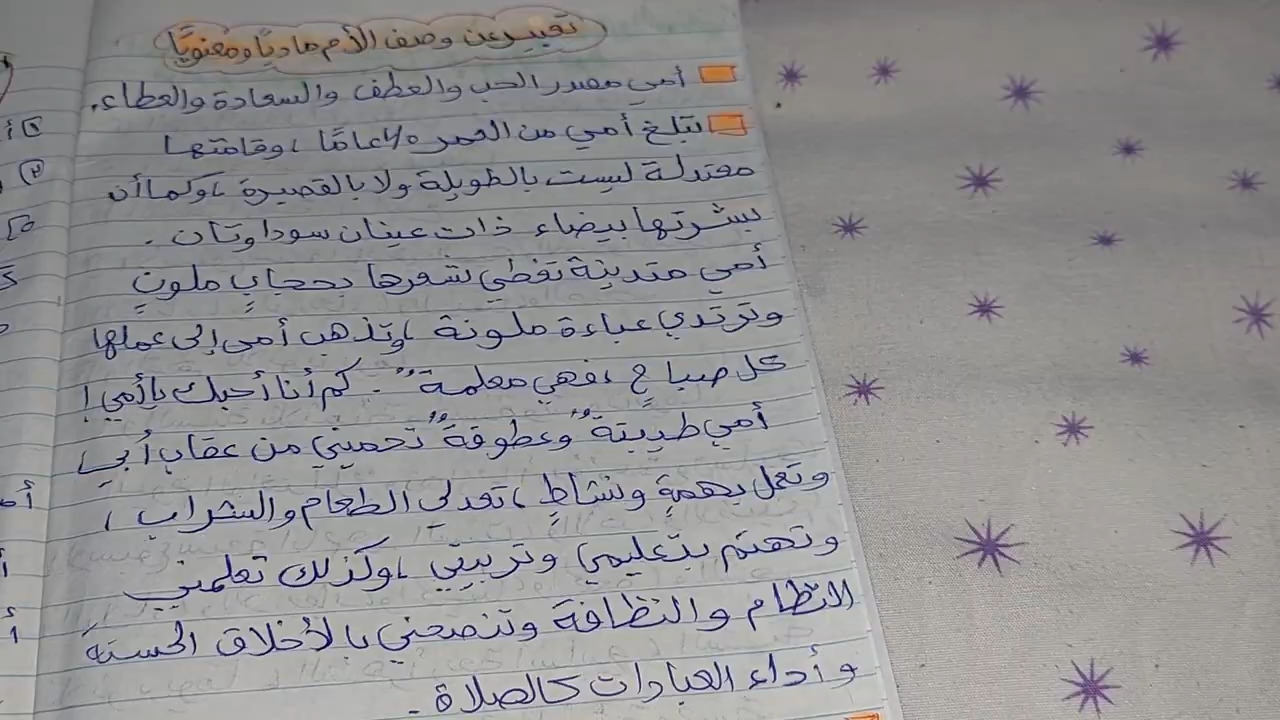 تعبير عن وصف الأم ماديًا ومعنويًا
أمي مصدر الحب والعطف والسعادة والعطاء.
تبلغ أمي من العمر ٤٥ عامًا، وقامتها
معتدلة ليست بالطويلة ولا بالقصيرة، وكما أن
بشرتها بيضاء ذات عينان سوداوتان.
أمي متدينة تغطي شعرها بحجابٍ ملونٍ
وترتدي عباءة ملونة، وتذهب أمي إلى عملها
كل صباحٍ، فهي معلمةٌ. كم أنا أحبك يا أمي!
أمي طيبةٌ وعطوفةٌ تحميني من عقاب أبي
وتعمل بهمةٍ ونشاطٍ، تعد لي الطعام والشراب،
وتهتم بتعليمي وتربيتي، وكذلك تعلمني
النظام والنظافة وتنصحني بالأخلاق الحسنة
وأداء العبادات كالصلاة.